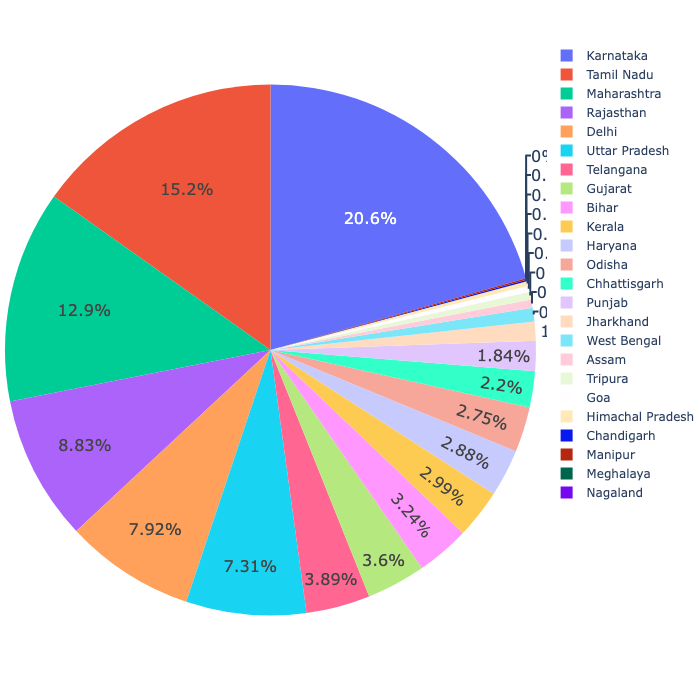 Karnataka
Tamil Nadu
Maharashtra
Rajasthan
Delhi
Uttar Pradesh
Telangana
Gujarat
Bihar
Kerala
Haryana
Odisha
Chhattisgarh
Punjab
Jharkhand
West Bengal
Assam
Tripura
Goa
Himachal Pradesh
Chandigarh
Manipur
Meghalaya
Nagaland
20.6%
15.2%
12.9%
8.83%
7.92%
7.31%
3.89%
3.6%
3.24%
2.99%
2.88%
2.75%
2.2%
1.84%